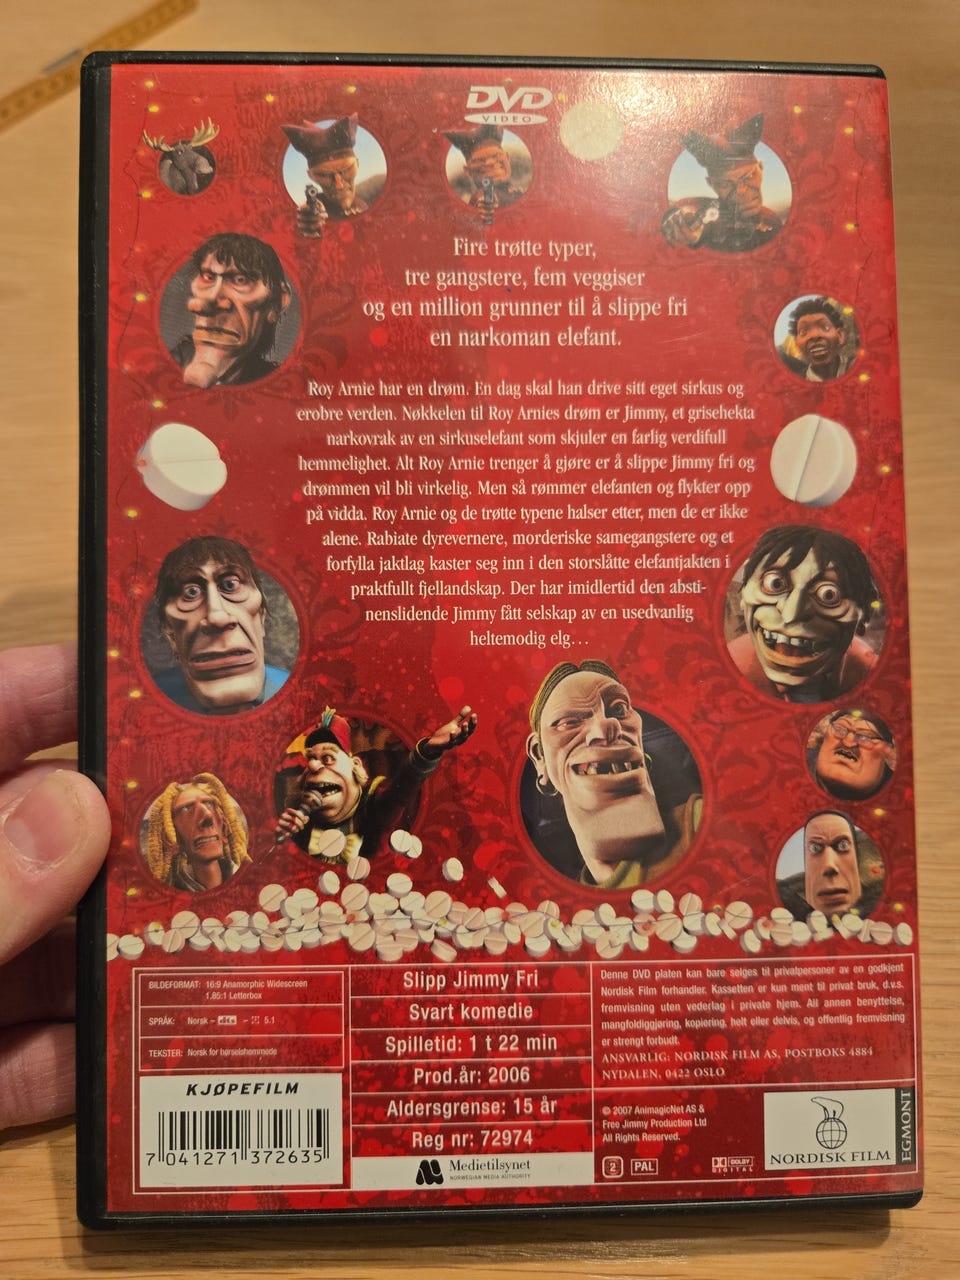 DVD
VIDEO
Fire trøtte typer,
tre gangstere, fem veggiser
og en million grunner til å slippe fri
en narkoman elefant.
Roy Arnie har en drøm. En dag skal han drive sitt eget sirkus og
erobre verden. Nøkkelen til Roy Arnies drøm er Jimmy, et grisehekta
narkovrak av en sirkuselefant som skjuler en farlig verdifull
hemmelighet. Alt Roy Arnie trenger å gjøre er å slippe Jimmy fri og
drømmen vil bli virkelig. Men så rømmer elefanten og flykter opp
på vidda. Roy Arnie og de trøtte typene halser etter, men de er ikke
alene. Rabiate dyrevernere, morderiske samegangstere og et
forfylla jaktlag kaster seg inn i den storslåtte elefantjakten i
praktfullt fjellandskap. Der har imidlertid den absti-
nenslidende Jimmy fått selskap av en usedvanlig
heltemodig elg…
BILDEFORMAT: 16:9 Anamorphic Widescreen
1.85:1 Letterbox
SPRÅK: Norsk – dts – 5.1
TEKSTER: Norsk for hørselshemmede
KJØPEFILM
7 041271 372635
Slipp Jimmy Fri
Svart komedie
Spilletid: 1 t 22 min
Prod.år: 2006
Aldersgrense: 15 år
Reg nr: 72974
Medietilsynet
NORWEGIAN MEDIA AUTHORITY
Denne DVD platen kan bare selges til privatpersoner av en godkjent
Nordisk Film forhandler. Kassetten er kun ment til privat bruk, d.v.s.
fremvisning uten vederlag i private hjem. All annen benyttelse,
mangfoldiggjøring, kopiering, helt eller delvis, og offentlig fremvisning
er strengt forbudt.
ANSVARLIG: NORDISK FILM AS, POSTBOKS 4884
NYDALEN, 0422 OSLO
© 2007 AnimagicNet AS &
Free Jimmy Production Ltd
All Rights Reserved.
2 PAL
DOLBY
DIGITAL
NORDISK FILM
EGMONT